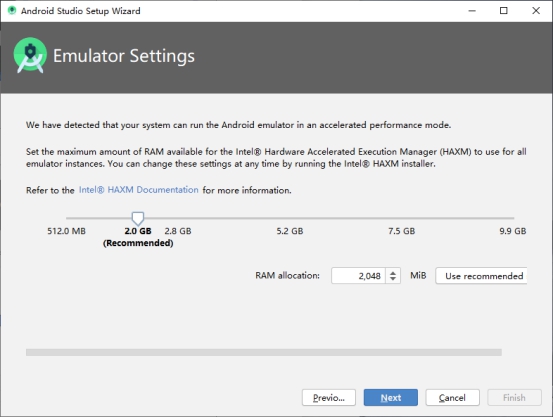 Android Studio Setup Wizard
Emulator Settings
We have detected that your system can run the Android emulator in an accelerated performance mode.
Set the maximum amount of RAM available for the Intel® Hardware Accelerated Execution Manager (HAXM) to use for all
emulator instances. You can change these settings at any time by running the Intel® HAXM installer.
Refer to the Intel® HAXM Documentation for more information.
512.0 MB 2.0 GB 2.8 GB 5.2 GB 7.5 GB 9.9 GB
(Recommended)
RAM allocation: 2,048 MiB Use recommended
Previo... Next Cancel Finish